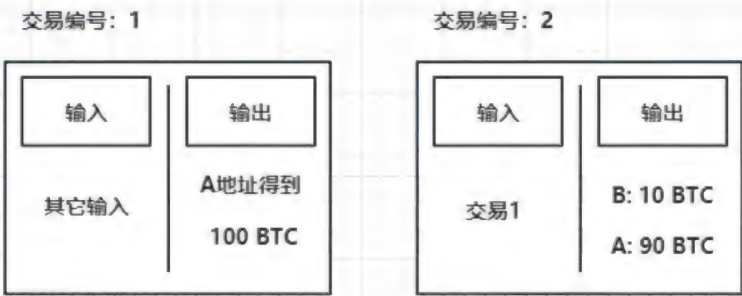 交易编号：1
输入
输出
其它输入
A地址得到
100 BTC
交易编号：2
输入
输出
交易1
B: 10 BTC
A: 90 BTC